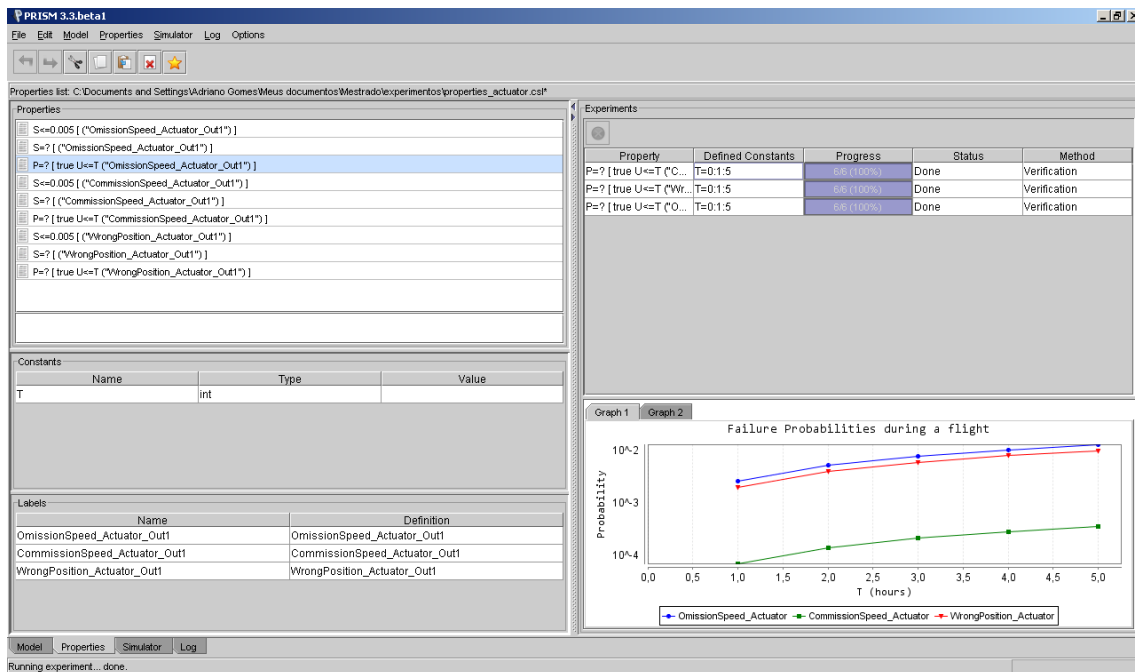 PRISM 3.3.beta1
File Edit Model Properties Simulator Log Options
Properties list: C:\Documents and Settings\Adriano Gomes\Meus documentos\Mestrado\experimentos\properties_actuator.csl*
Properties
S<=0.005 [ ("OmissionSpeed_Actuator_Out1") ]
S=? [ ("OmissionSpeed_Actuator_Out1") ]
P=? [ true U<=T ("OmissionSpeed_Actuator_Out1") ]
S<=0.005 [ ("CommissionSpeed_Actuator_Out1") ]
S=? [ ("CommissionSpeed_Actuator_Out1") ]
P=? [ true U<=T ("CommissionSpeed_Actuator_Out1") ]
S<=0.005 [ ("WrongPosition_Actuator_Out1") ]
S=? [ ("WrongPosition_Actuator_Out1") ]
P=? [ true U<=T ("WrongPosition_Actuator_Out1") ]
Constants
Name Type Value
T int
Labels
Name Definition
OmissionSpeed_Actuator_Out1 OmissionSpeed_Actuator_Out1
CommissionSpeed_Actuator_Out1 CommissionSpeed_Actuator_Out1
WrongPosition_Actuator_Out1 WrongPosition_Actuator_Out1
Experiments
Property Defined Constants Progress Status Method
P=? [ true U<=T ("C... T=0:1:5 6/6 (100%) Done Verification
P=? [ true U<=T ("Wr... T=0:1:5 6/6 (100%) Done Verification
P=? [ true U<=T ("O... T=0:1:5 6/6 (100%) Done Verification
Graph 1 Graph 2
Failure Probabilities during a flight
Probability
10^-2
10^-3
10^-4
0,0 0,5 1,0 1,5 2,0 2,5 3,0 3,5 4,0 4,5 5,0
T (hours)
OmissionSpeed_Actuator CommissionSpeed_Actuator WrongPosition_Actuator
Model Properties Simulator Log
Running experiment... done.